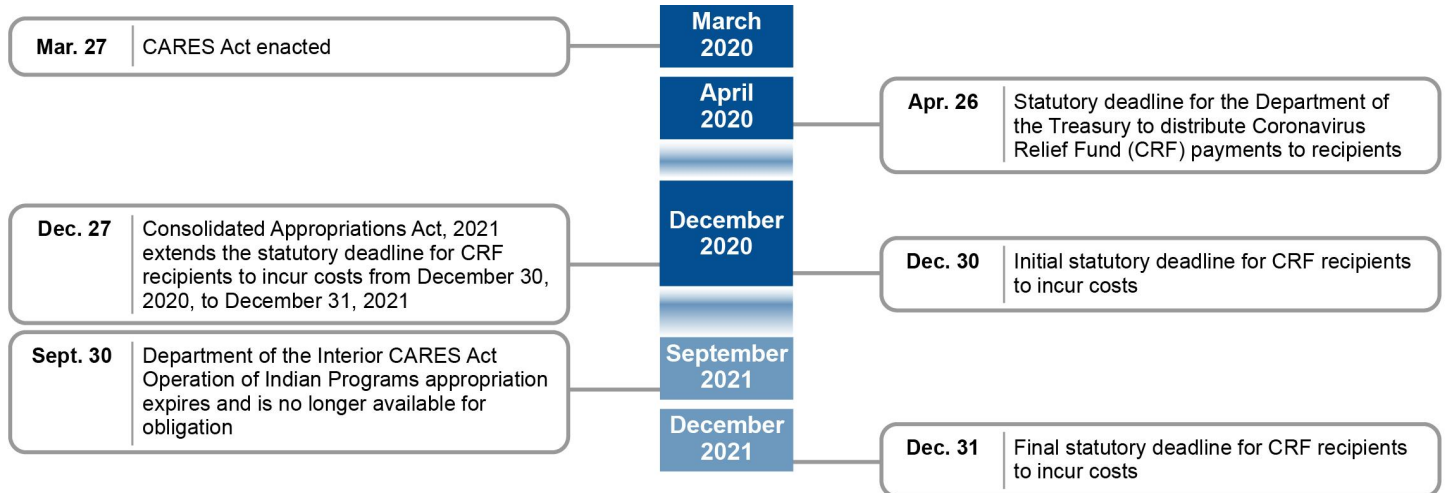 March
2020
Mar. 27
CARES Act enacted
April
2020
Apr. 26
Statutory deadline for the Department of
the Treasury to distribute Coronavirus
Relief Fund (CRF) payments to recipients
December
2020
Dec. 27
Consolidated Appropriations Act, 2021
extends the statutory deadline for CRF
recipients to incur costs from December 30,
2020, to December 31, 2021
Dec. 30
Initial statutory deadline for CRF recipients
to incur costs
September
2021
Sept. 30
Department of the Interior CARES Act
Operation of Indian Programs appropriation
expires and is no longer available for
obligation
December
2021
Dec. 31
Final statutory deadline for CRF recipients
to incur costs